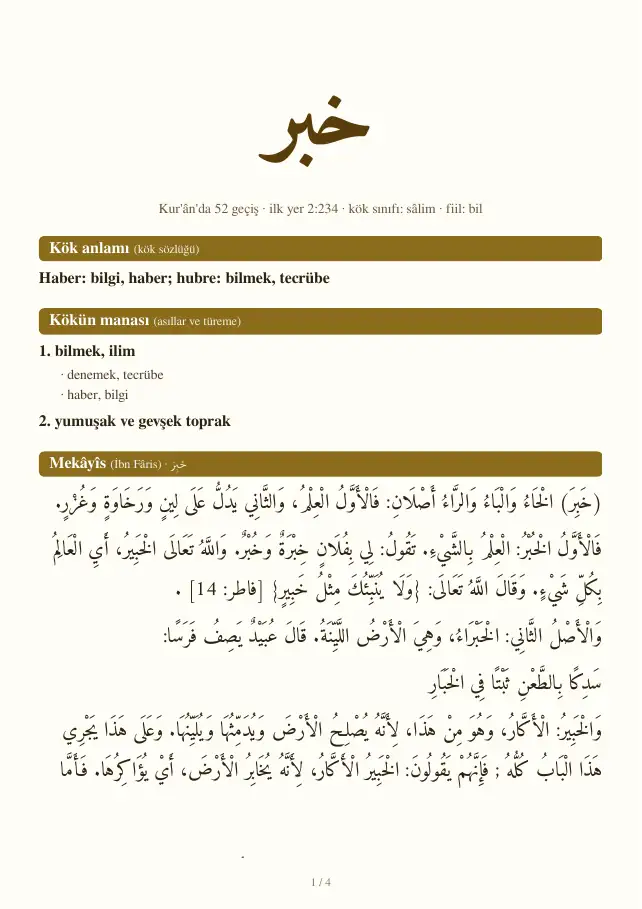 خبر
Kur'ân'da 52 geçiş · ilk yer 2:234 · kök sınıfı: sâlim · fiil: bil
Kök anlamı (kök sözlüğü)
Haber: bilgi, haber; hubre: bilmek, tecrübe
Kökün manası (asıllar ve türeme)
1. bilmek, ilim
· denemek, tecrübe
· haber, bilgi
2. yumuşak ve gevşek toprak
Mekâyîs (İbn Fâris) · خَبِرَ
(خَبِرَ) الْخَاءُ وَالْبَاءُ وَالرَّاءُ أَصْلَانِ: فَالْأَوَّلُ الْعِلْمُ، وَالثَّانِي يَدُلُّ عَلَى لِينٍ وَرَخَاوَةٍ وَغُزْرٍ.
فَالْأَوَّلُ الْخُبْرُ: الْعِلْمُ بِالشَّيْءِ. تَقُولُ: لِي بِفُلَانٍ خِبْرَةٌ وَخُبْرٌ. وَاللَّهُ تَعَالَى الْخَبِيرُ، أَيِ الْعَالِمُ
بِكُلِّ شَيْءٍ. وَقَالَ اللَّهُ تَعَالَى: {وَلَا يُنَبِّئُكَ مِثْلُ خَبِيرٍ} [فاطر: 14] .
وَالْأَصْلُ الثَّانِي: الْخَبْرَاءُ، وَهِيَ الْأَرْضُ اللَّيِّنَةُ. قَالَ عُبَيْدٌ يَصِفُ فَرَسًا:
سَدِكًا بِالطَّعْنِ ثَبْتًا فِي الْخَبَارِ
وَالْخَبِيرُ: الْأَكَّارُ، وَهُوَ مِنْ هَذَا، لِأَنَّهُ يُصْلِحُ الْأَرْضَ وَيُدَمِّثُهَا وَيُلَيِّنُهَا. وَعَلَى هَذَا يَجْرِي
هَذَا الْبَابُ كُلُّهُ ; فَإِنَّهُمْ يَقُولُونَ: الْخَبِيرُ الْأَكَّارُ، لِأَنَّهُ يُخَابِرُ الْأَرْضَ، أَيْ يُؤَاكِرُهَا. فَأَمَّا
1 / 4